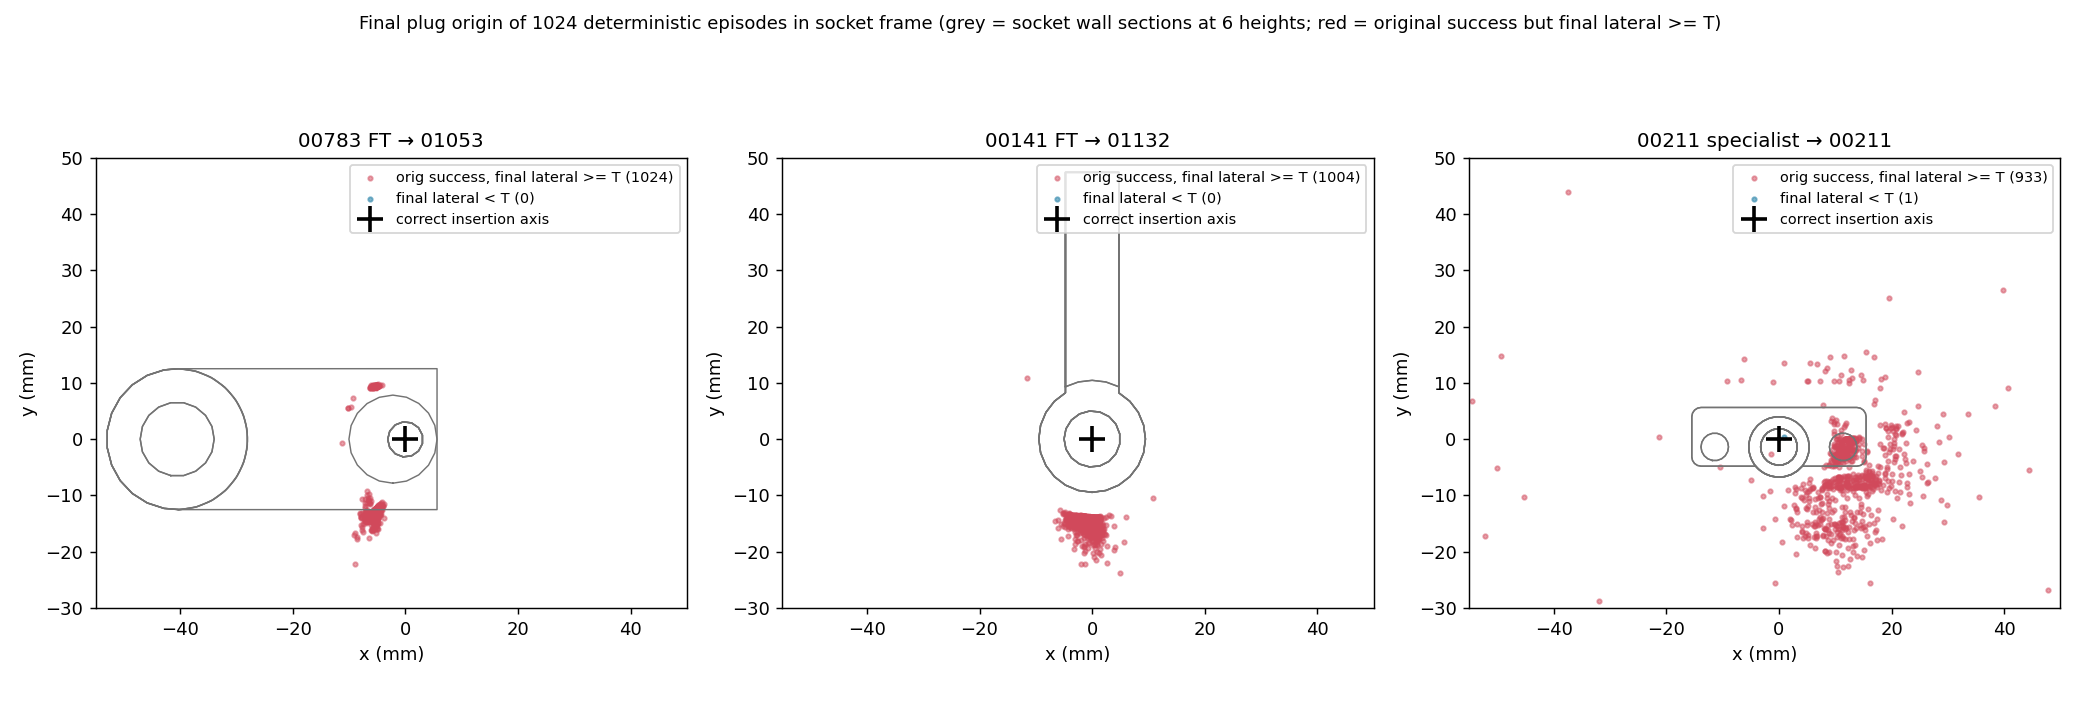 Final plug origin of 1024 deterministic episodes in socket frame (grey = socket wall sections at 6 heights; red = original success but final lateral >= T)
00783 FT → 01053
orig success, final lateral >= T (1024)
final lateral < T (0)
correct insertion axis
50
40
30
20
10
0
−10
−20
−30
y (mm)
−40
−20
0
20
40
x (mm)
00141 FT → 01132
orig success, final lateral >= T (1004)
final lateral < T (0)
correct insertion axis
50
40
30
20
10
0
−10
−20
−30
y (mm)
−40
−20
0
20
40
x (mm)
00211 specialist → 00211
orig success, final lateral >= T (933)
final lateral < T (1)
correct insertion axis
50
40
30
20
10
0
−10
−20
−30
y (mm)
−40
−20
0
20
40
x (mm)